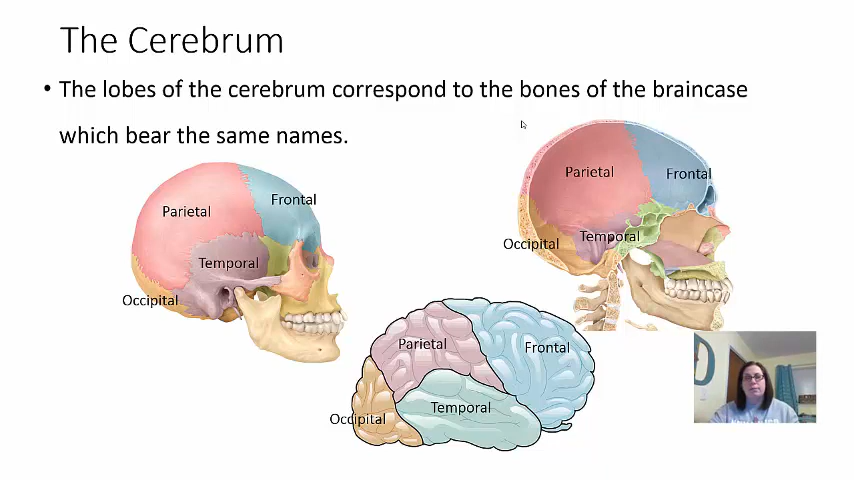 The Cerebrum
• The lobes of the cerebrum correspond to the bones of the braincase
which bear the same names.
Parietal
Frontal
Temporal
Occipital
Parietal
Frontal
Occipital
Temporal
Parietal
Frontal
Temporal
Occipital